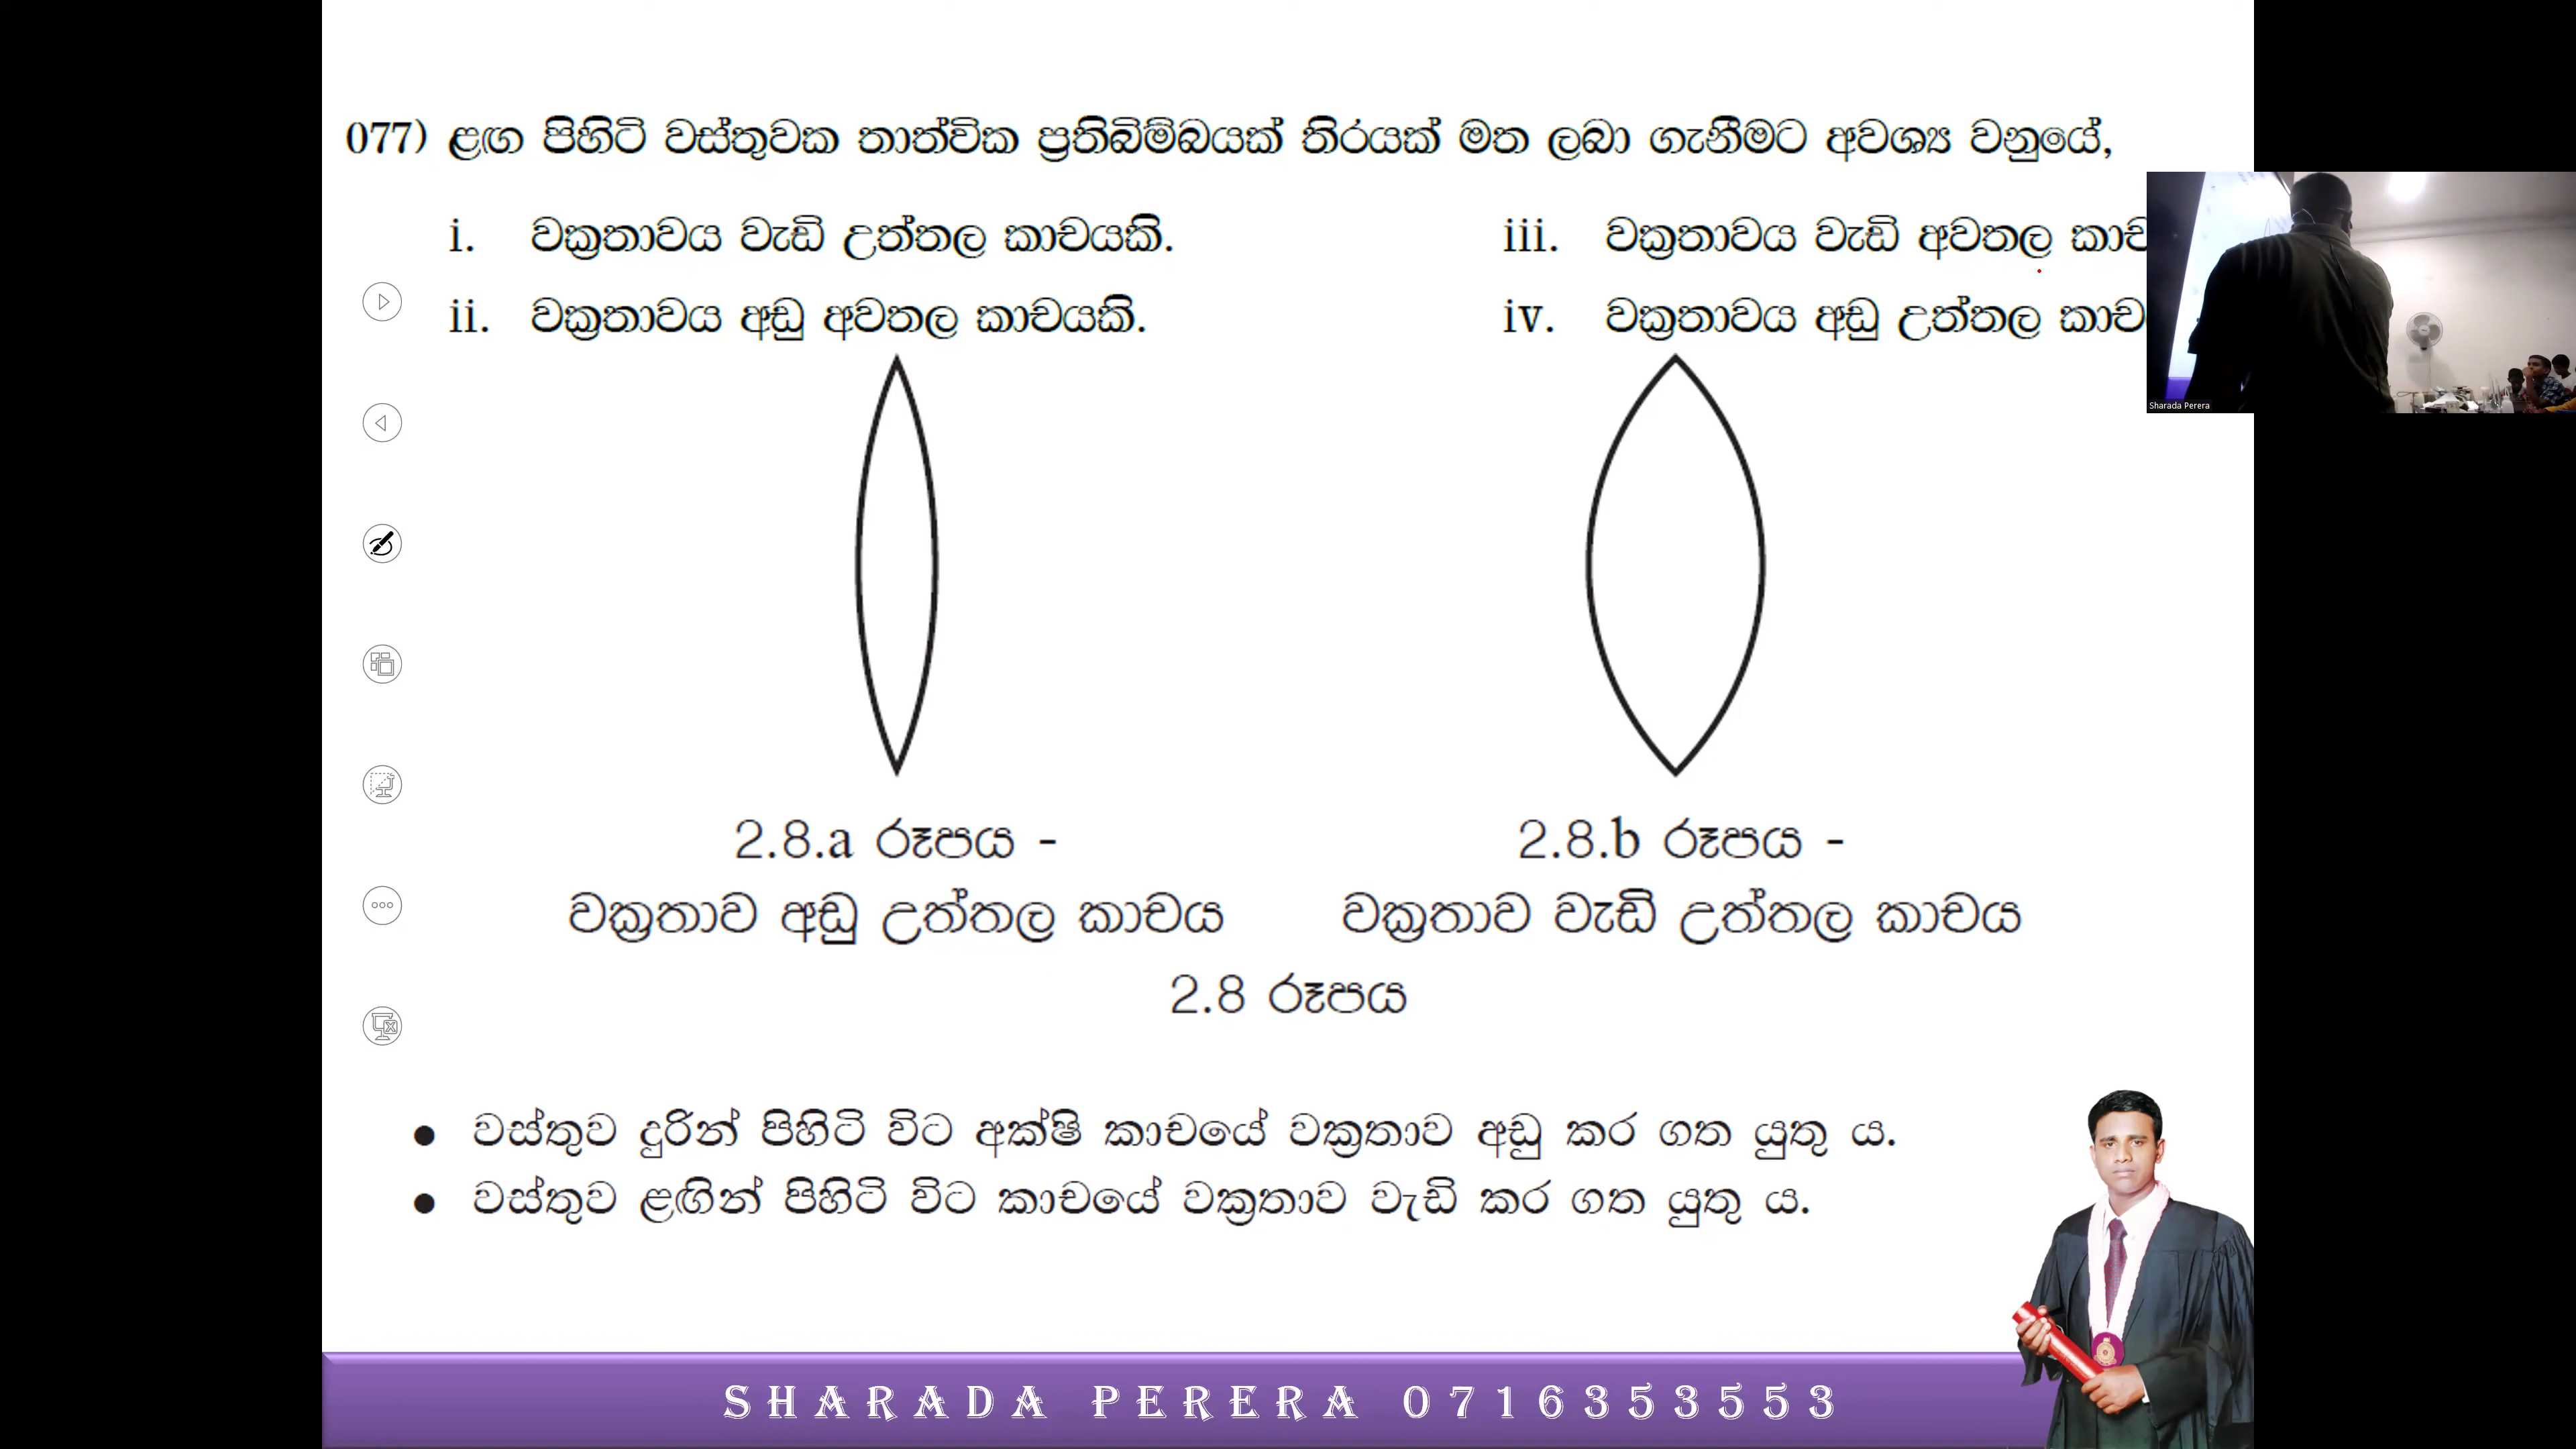 077) ළඟ පිහිටි වස්තුවක තාත්වික ප්‍රතිබිම්බයක් තිරයක් මත ලබා ගැනීමට අවශ්‍ය වනුයේ,
i. වක්‍රතාවය වැඩි උත්තල කාචයකි.
iii. වක්‍රතාවය වැඩි අවතල කාච
ii. වක්‍රතාවය අඩු අවතල කාචයකි.
iv. වක්‍රතාවය අඩු උත්තල කාච
Sharada Perera
2.8.a රූපය -
වක්‍රතාව අඩු උත්තල කාචය
2.8.b රූපය -
වක්‍රතාව වැඩි උත්තල කාචය
2.8 රූපය
● වස්තුව දුරින් පිහිටි විට අක්ෂි කාචයේ වක්‍රතාව අඩු කර ගත යුතු ය.
● වස්තුව ළඟින් පිහිටි විට කාචයේ වක්‍රතාව වැඩි කර ගත යුතු ය.
SHARADA PERERA 0716353553